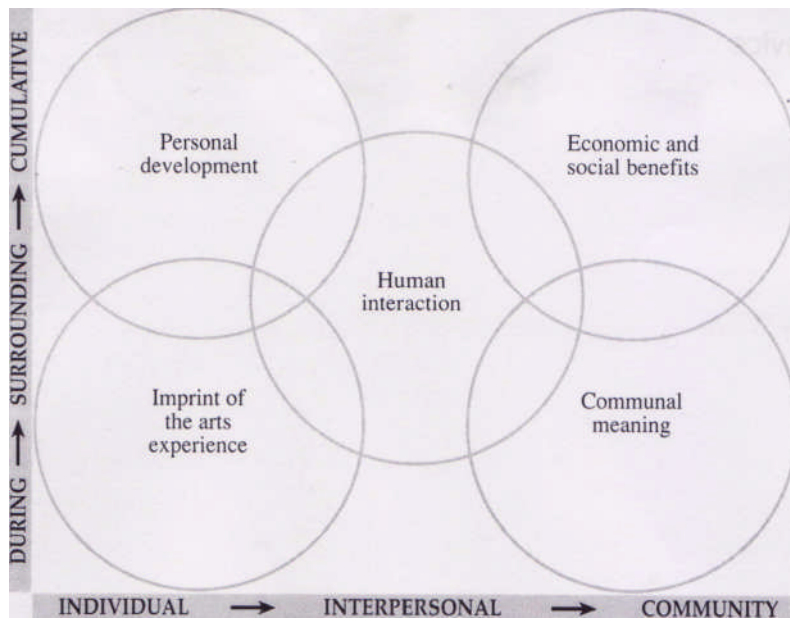 Personal
development
Economic and
social benefits
Human
interaction
Imprint of
the arts
experience
Communal
meaning
DURING → SURROUNDING → CUMULATIVE
INDIVIDUAL → INTERPERSONAL → COMMUNITY